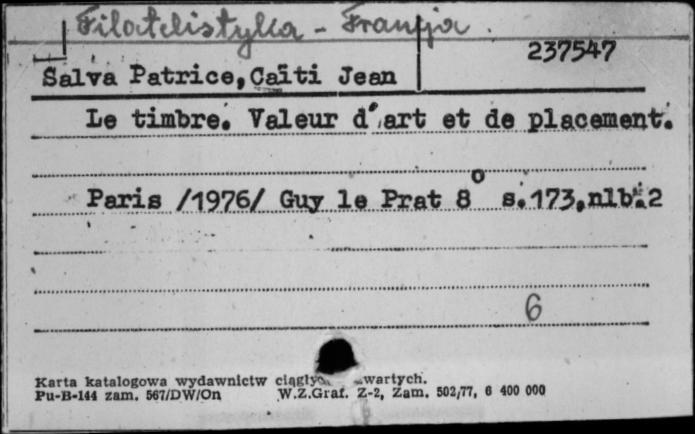 Filatelistyka - Francja
237547
Salva Patrice, Caïti Jean
Le timbre. Valeur d'art et de placement.
Paris /1976/ Guy le Prat 8° s.173,nlb.2
6
Karta katalogowa wydawnictw ciągłych
Pu-B-144 zam. 567/DW/On W.Z.Graf. Z-2, Zam. 502/77, 6 400 000